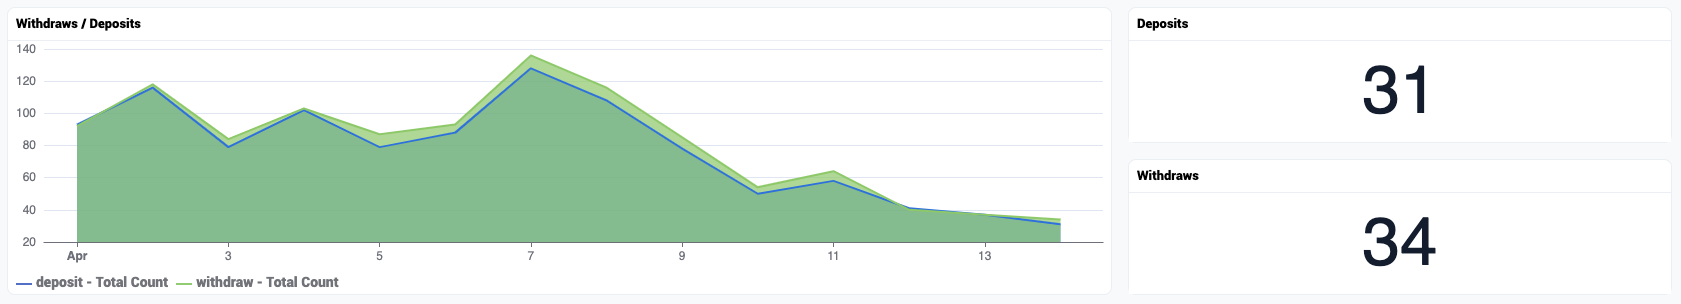 Withdraws / Deposits
140
120
100
80
60
40
20
Apr 3 5 7 9 11 13
deposit - Total Count withdraw - Total Count
Deposits
31
Withdraws
34